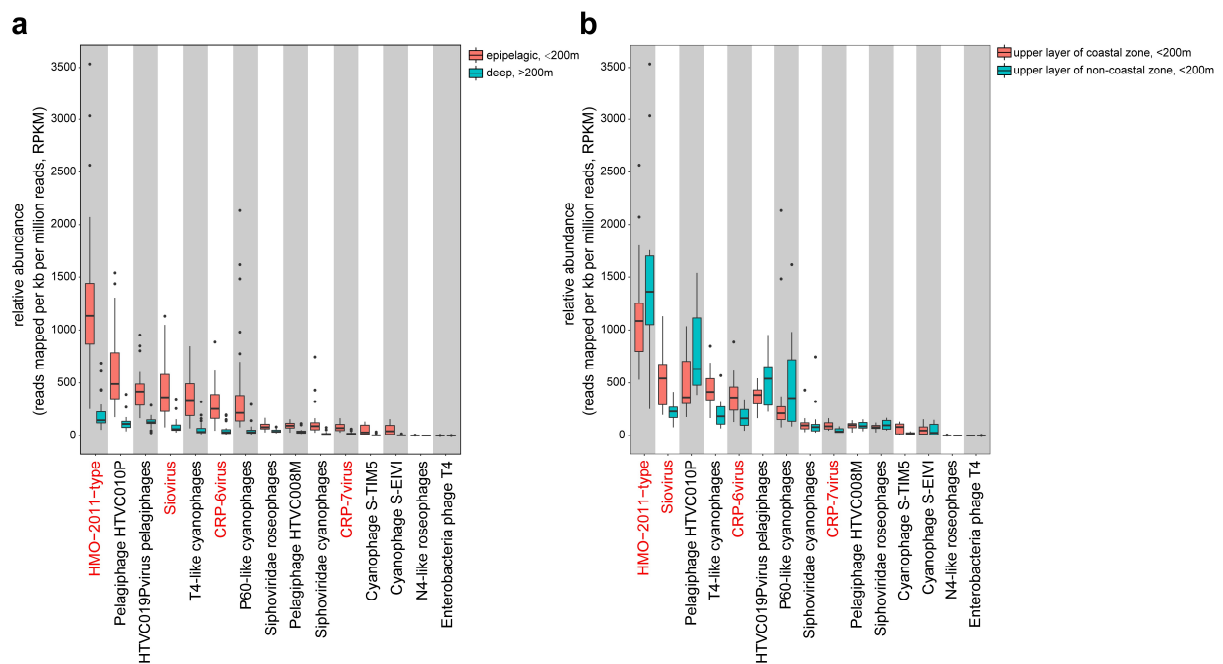 a
relative abundance
(reads mapped per kb per million reads, RPKM)
3500
3000
2500
2000
1500
1000
500
0
epipelagic, <200m
deep, >200m
HMO-2011-type
Pelagiphage HTVC010P
HTVC019Pvirus pelagiphages
Siovirus
T4-like cyanophages
CRP-6virus
P60-like cyanophages
Siphoviridae roseophages
Pelagiphage HTVC008M
Siphoviridae cyanophages
CRP-7virus
Cyanophage S-TIM5
Cyanophage S-EIVI
N4-like roseophages
Enterobacteria phage T4
b
relative abundance
(reads mapped per kb per million reads, RPKM)
3500
3000
2500
2000
1500
1000
500
0
upper layer of coastal zone, <200m
upper layer of non-coastal zone, <200m
HMO-2011-type
Siovirus
Pelagiphage HTVC010P
T4-like cyanophages
CRP-6virus
HTVC019Pvirus pelagiphages
P60-like cyanophages
Siphoviridae cyanophages
CRP-7virus
Pelagiphage HTVC008M
Siphoviridae roseophages
Cyanophage S-TIM5
Cyanophage S-EIVI
N4-like roseophages
Enterobacteria phage T4